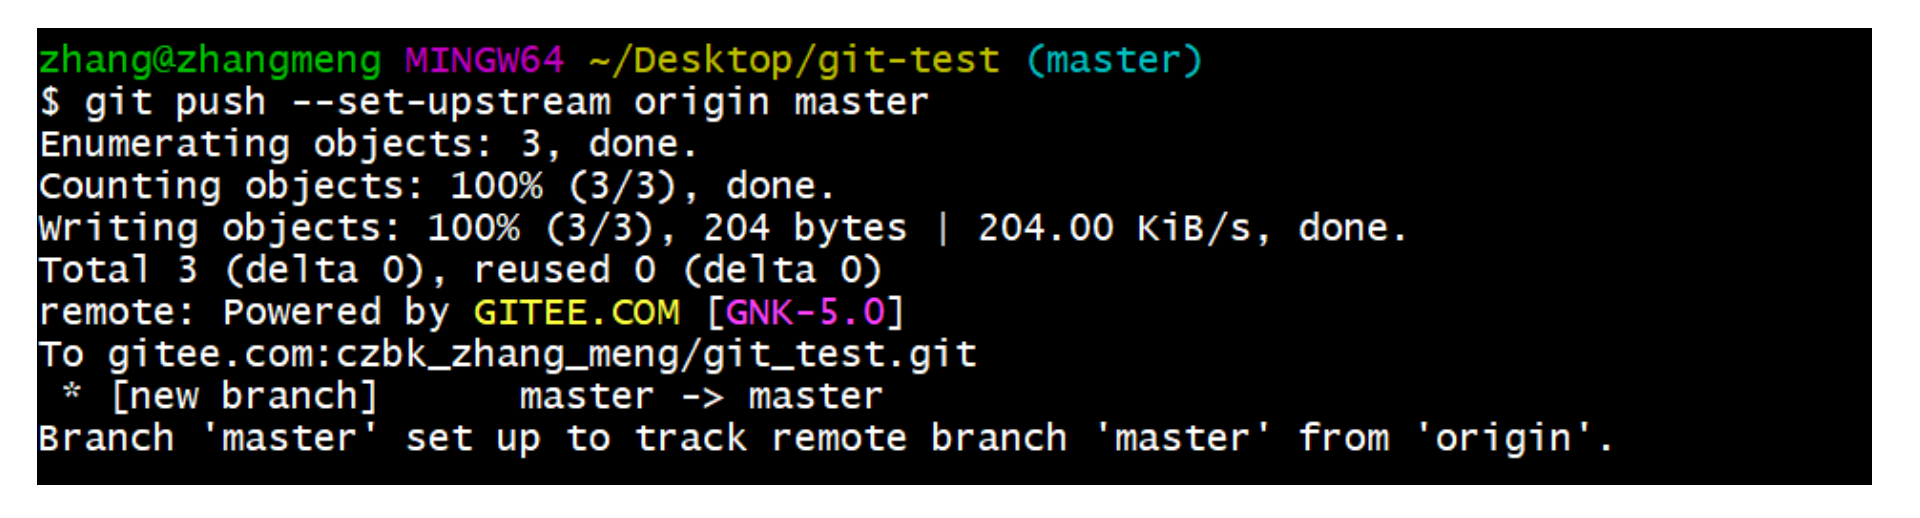 zhang@zhangmeng MINGW64 ~/Desktop/git-test (master)
$ git push --set-upstream origin master
Enumerating objects: 3, done.
Counting objects: 100% (3/3), done.
Writing objects: 100% (3/3), 204 bytes | 204.00 KiB/s, done.
Total 3 (delta 0), reused 0 (delta 0)
remote: Powered by GITEE.COM [GNK-5.0]
To gitee.com:czbk_zhang_meng/git_test.git
 * [new branch]      master -> master
Branch 'master' set up to track remote branch 'master' from 'origin'.